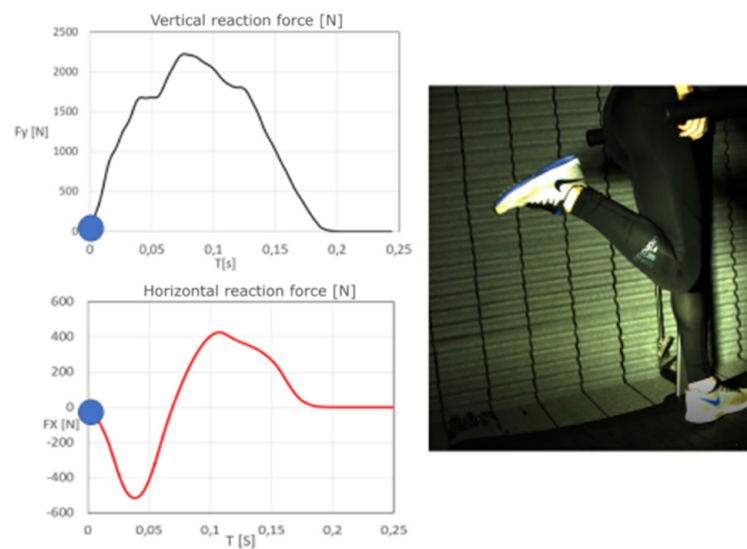 Vertical reaction force [N]
2500
2000
1500
Fy [N]
1000
500
0
0 0,05 0,1 0,15 0,2 0,25
T[s]
Horizontal reaction force [N]
600
400
200
0
FX [N]
-200
-400
-600
0 0,05 0,1 0,15 0,2 0,25
T [S]